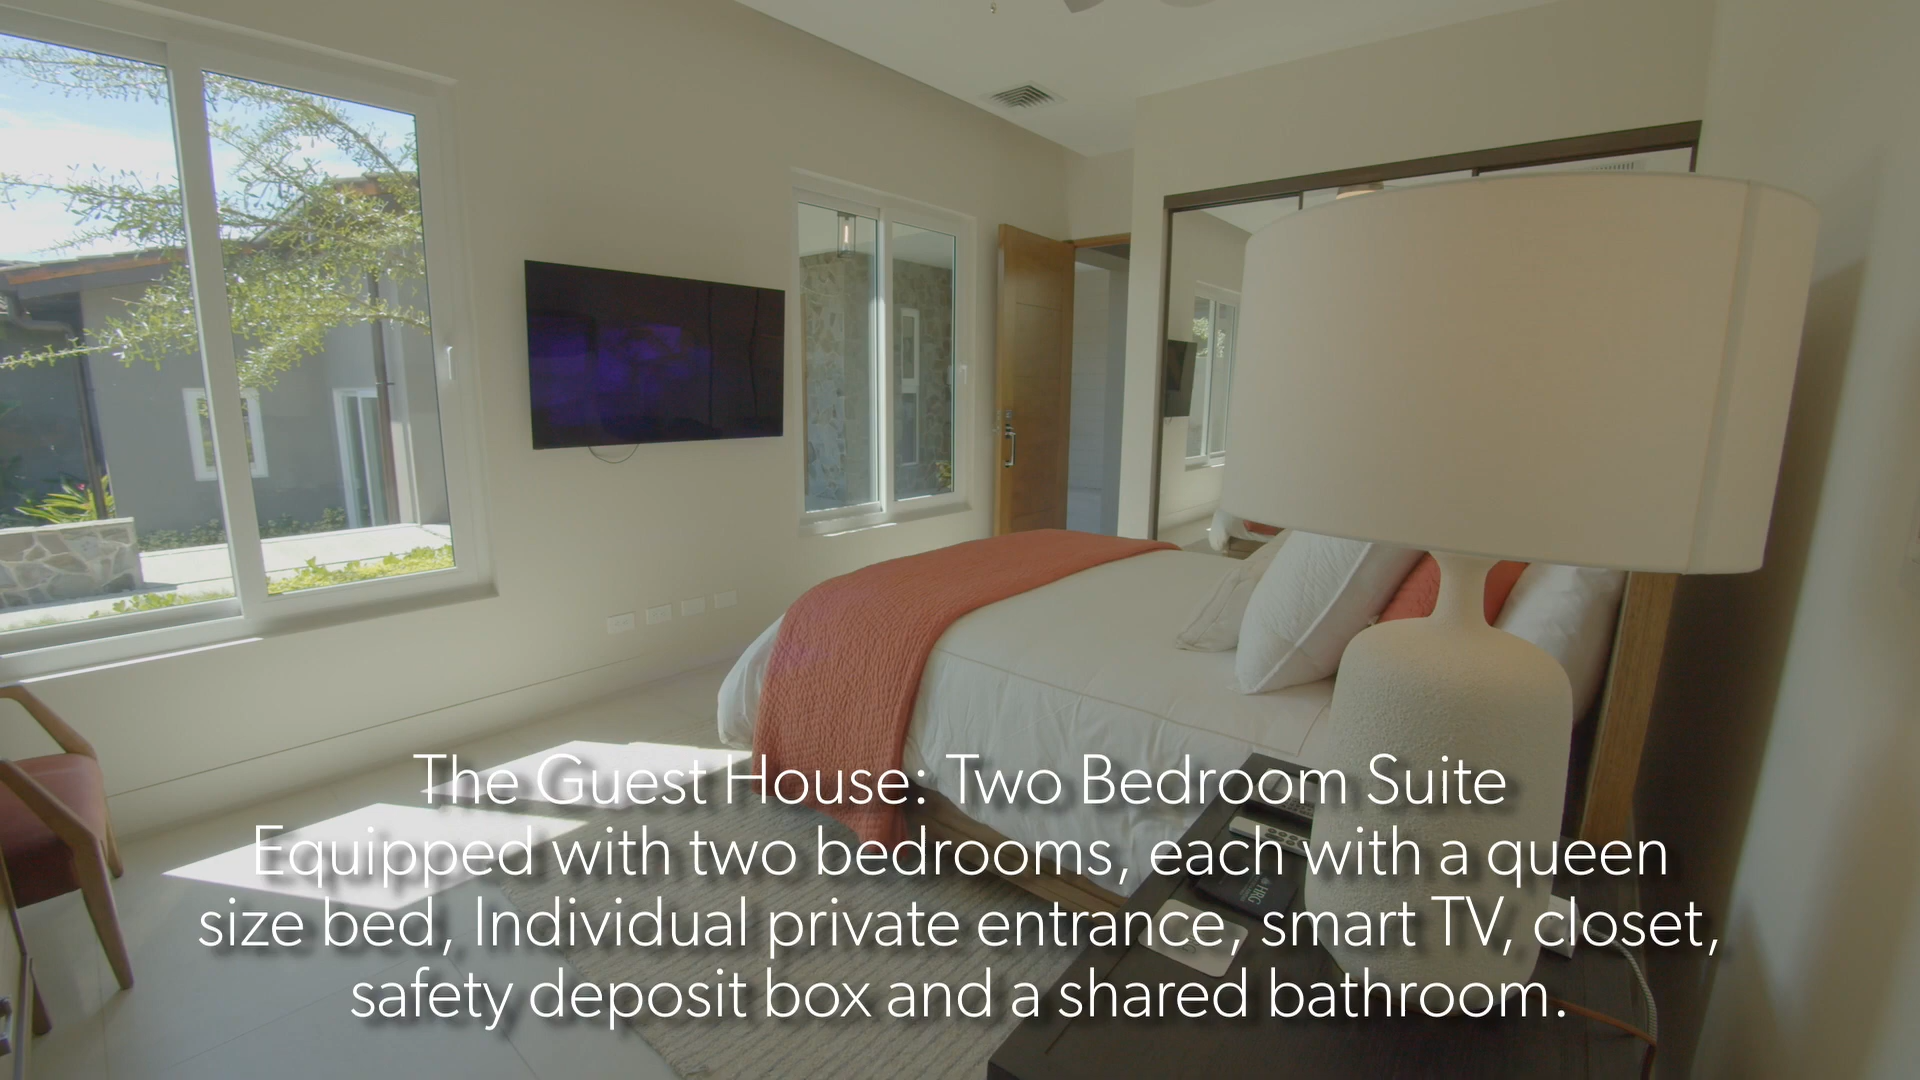 The Guest House: Two Bedroom Suite
Equipped with two bedrooms, each with a queen
size bed, Individual private entrance, smart TV, closet,
safety deposit box and a shared bathroom.
HRG